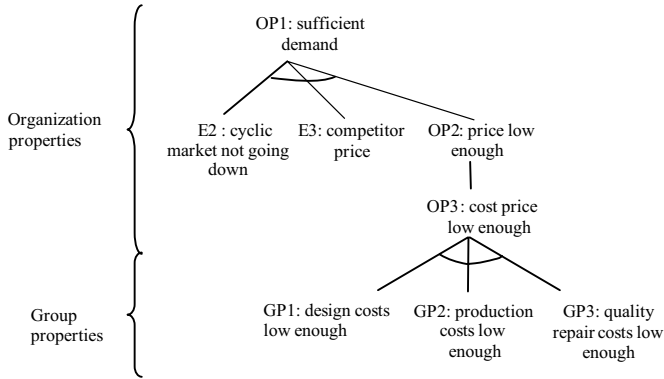 OP1: sufficient
demand
Organization
properties
E2 : cyclic
market not going
down
E3: competitor
price
OP2: price low
enough
OP3: cost price
low enough
Group
properties
GP1: design costs
low enough
GP2: production
costs low
enough
GP3: quality
repair costs low
enough